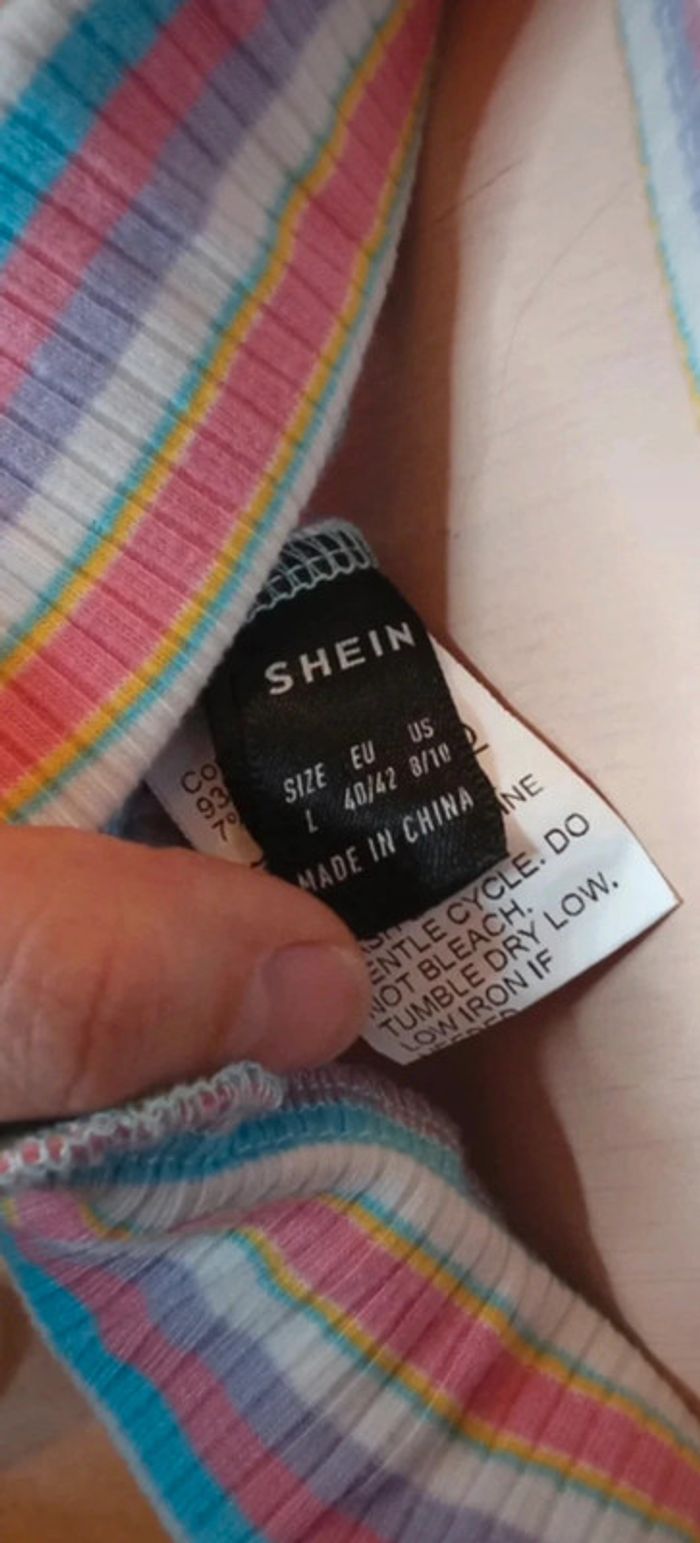 SHEIN
SIZE EU US
L 40/42 8/10
MADE IN CHINA
CYCLE. DO
NOT BLEACH.
TUMBLE DRY LOW.
LOW IRON IF